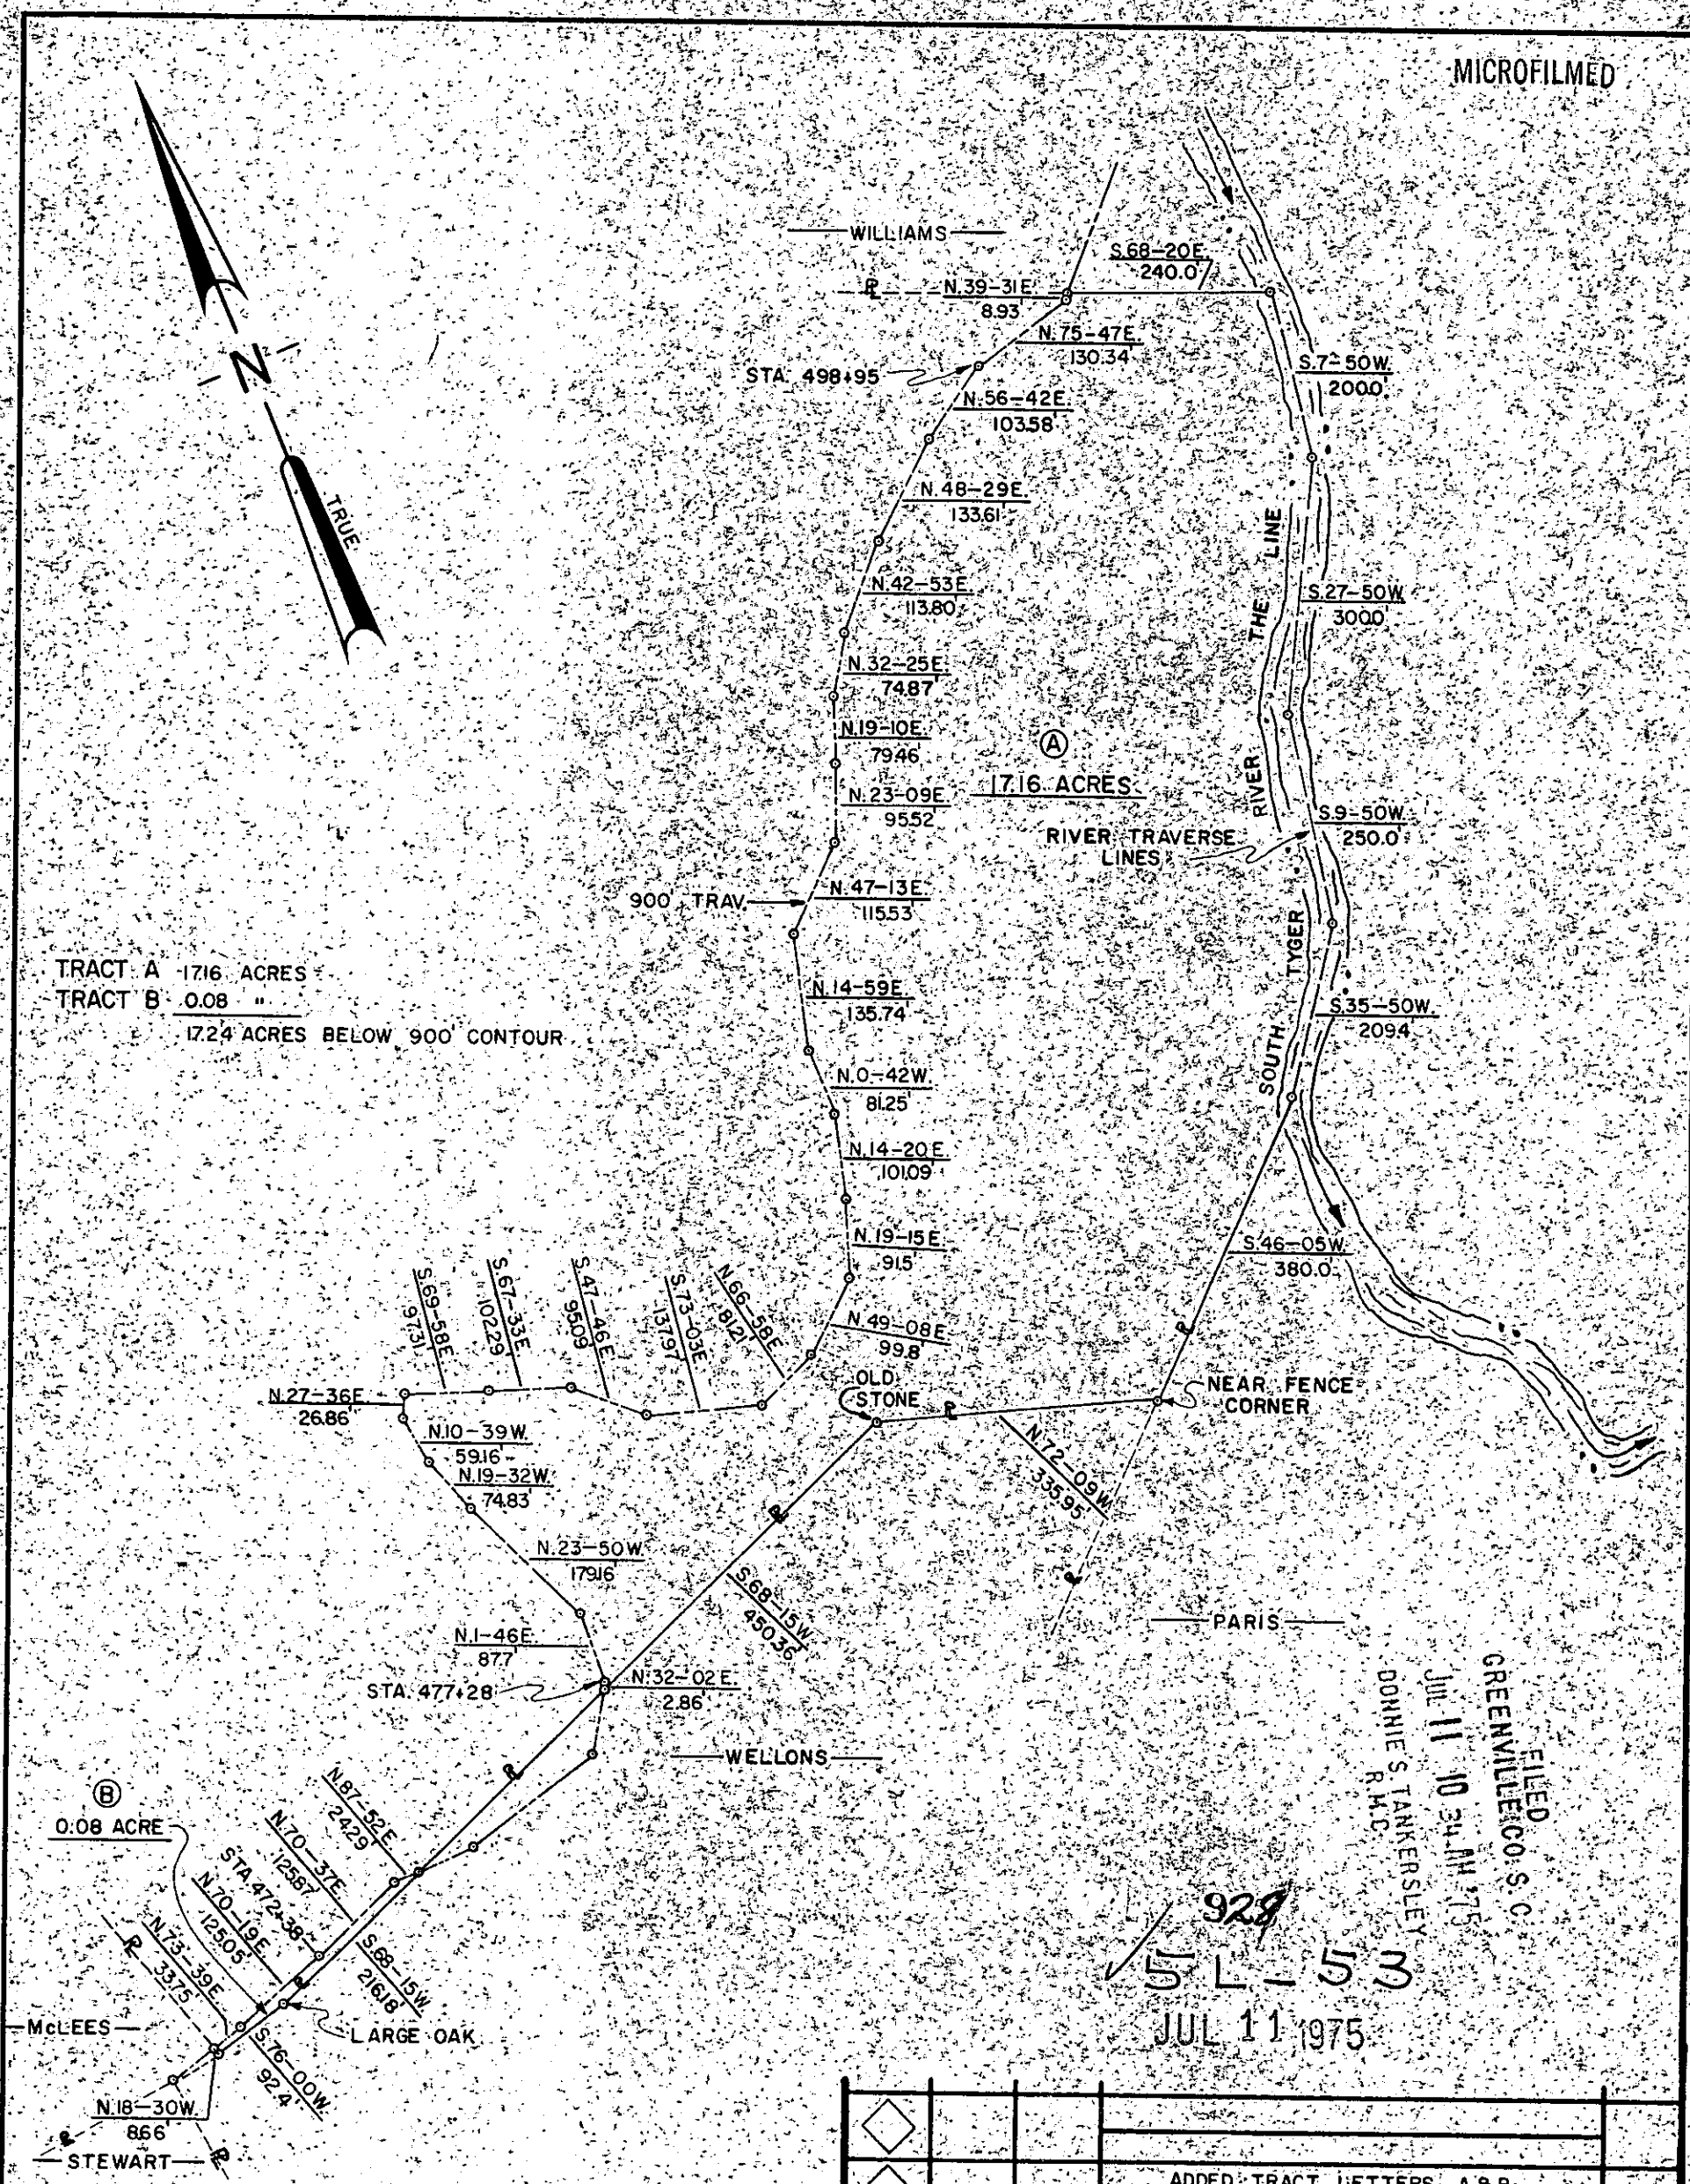 MICROFILMED
WILLIAMS
S.68-20E.
240.0'
P
N.39-31E.
8.93'
N.75-47E.
130.34'
STA. 498+95
S.7-50W.
200.0'
N.56-42E.
103.58'
N
TRUE
N.48-29E.
133.61'
N.42-53E.
113.80'
S.27-50W.
300.0'
N.32-25E.
74.87'
N.19-10E.
79.46'
A
17.16 ACRES
N.23-09E.
95.52'
S.9-50W.
250.0'
RIVER TRAVERSE
LINES
SOUTH TYGER RIVER THE LINE
900' TRAV.
N.47-13E.
115.53'
TRACT A 17.16 ACRES
TRACT B 0.08 "
17.24 ACRES BELOW 900' CONTOUR
N.14-59E.
135.74'
S.35-50W.
209.4'
N.0-42W.
81.25'
N.14-20E.
101.09'
N.19-15E.
91.5'
S.46-05W.
380.0'
S.69-58E.
97.31'
S.67-33E.
102.29'
S.47-46E.
95.09'
S.73-03E.
137.97'
N.66-58E.
81.21'
N.49-08E.
99.8'
OLD
STONE
NEAR FENCE
CORNER
N.27-36E.
26.86'
N.10-39W.
59.16'
N.19-32W.
74.83'
N.72-09W.
335.95'
N.23-50W.
179.16'
S.68-15W.
450.36'
N.1-46E.
87.7'
STA. 477+28
N.32-02E.
2.86'
PARIS
WELLONS
FILED
GREENVILLE CO. S. C.
JUL 11 10 34 AM '75
DONNIE S TANKERSLEY
R.M.C.
B
0.08 ACRE
N.87-52E.
24.29'
N.70-37E.
125.87'
STA. 472+38
N.70-19E.
125.05'
N.73-39E.
33.75'
S.68-15W.
216.18'
McLEES
LARGE OAK
S.76-00W.
92.4'
N.18-30W.
8.66'
STEWART
928
5L-53
JUL 11 1975
ADDED TRACT LETTERS A & B